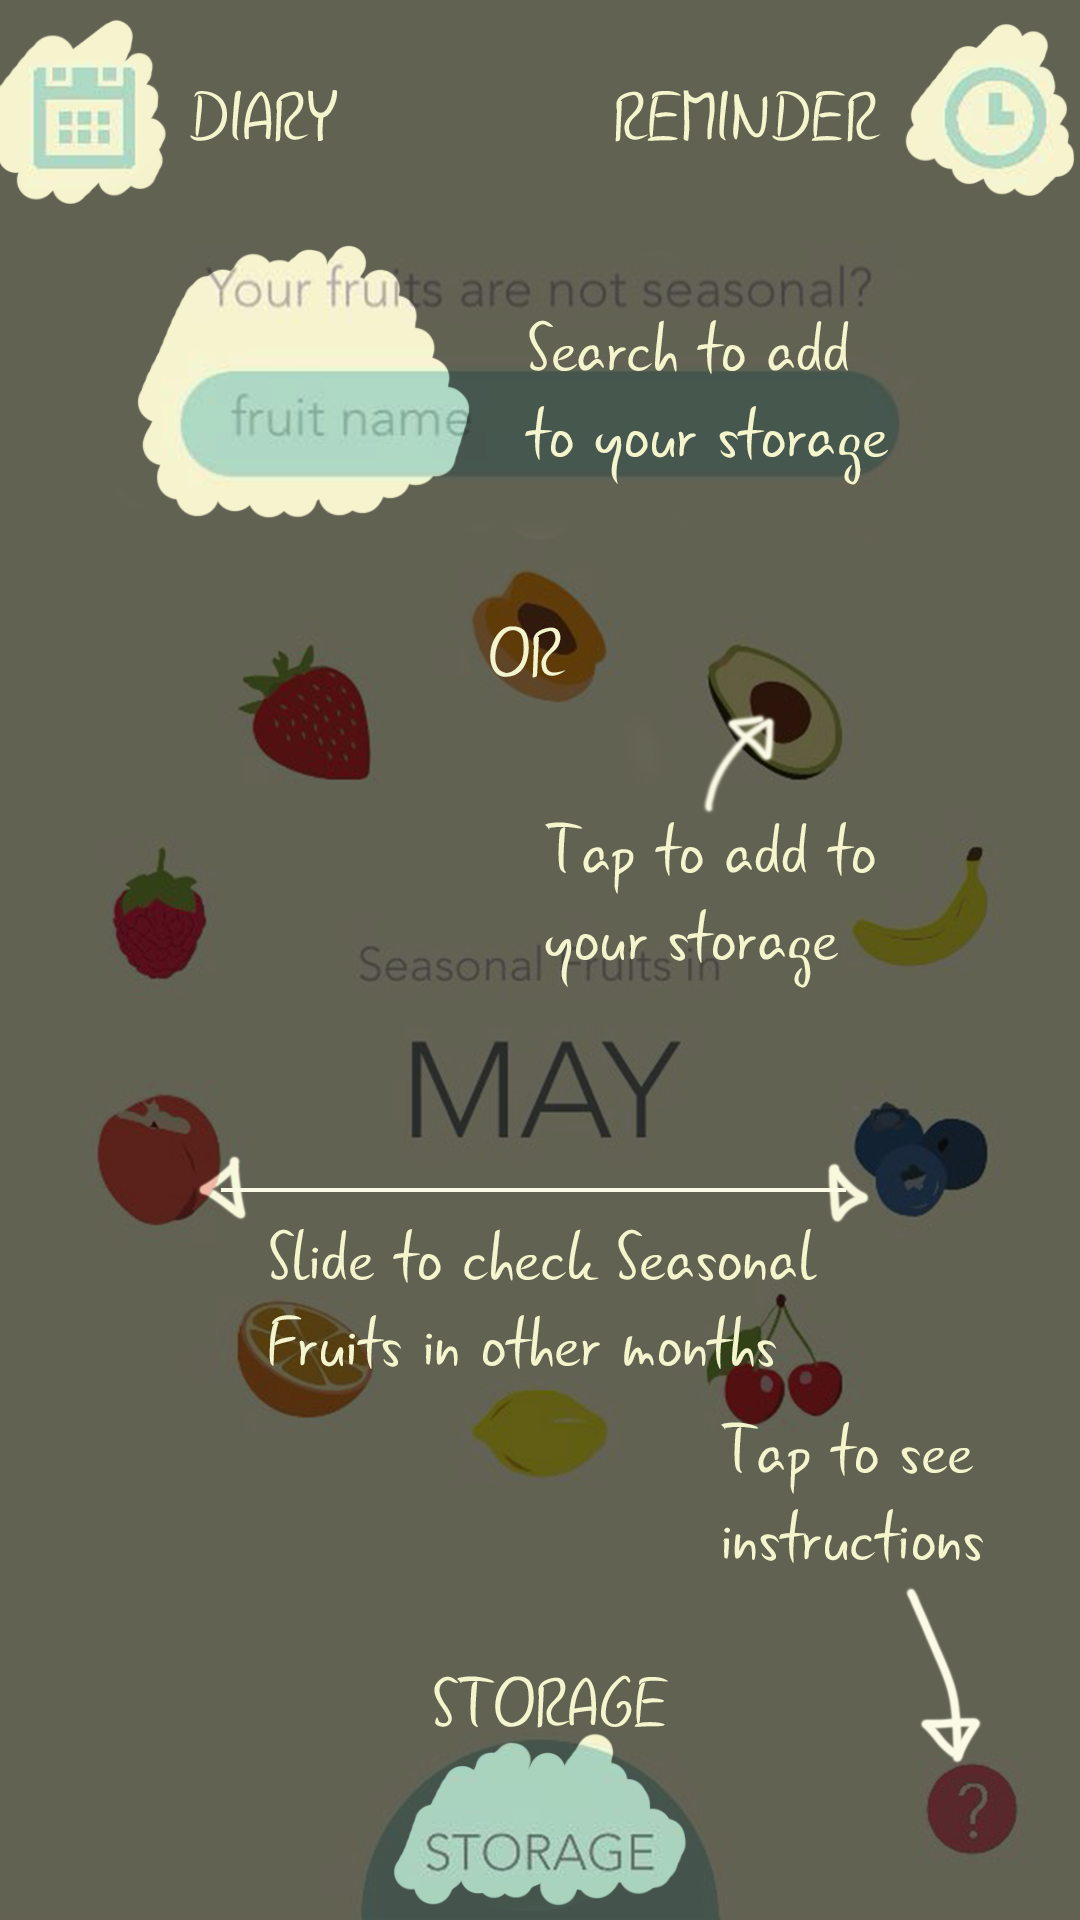 DIARY
REMINDER
Your fruits are not seasonal?
Search to add
fruit name
to your storage
OR
Tap to add to
your storage
Seasonal Fruits in
MAY
Slide to check Seasonal
Fruits in other months
Tap to see
instructions
STORAGE
?
STORAGE